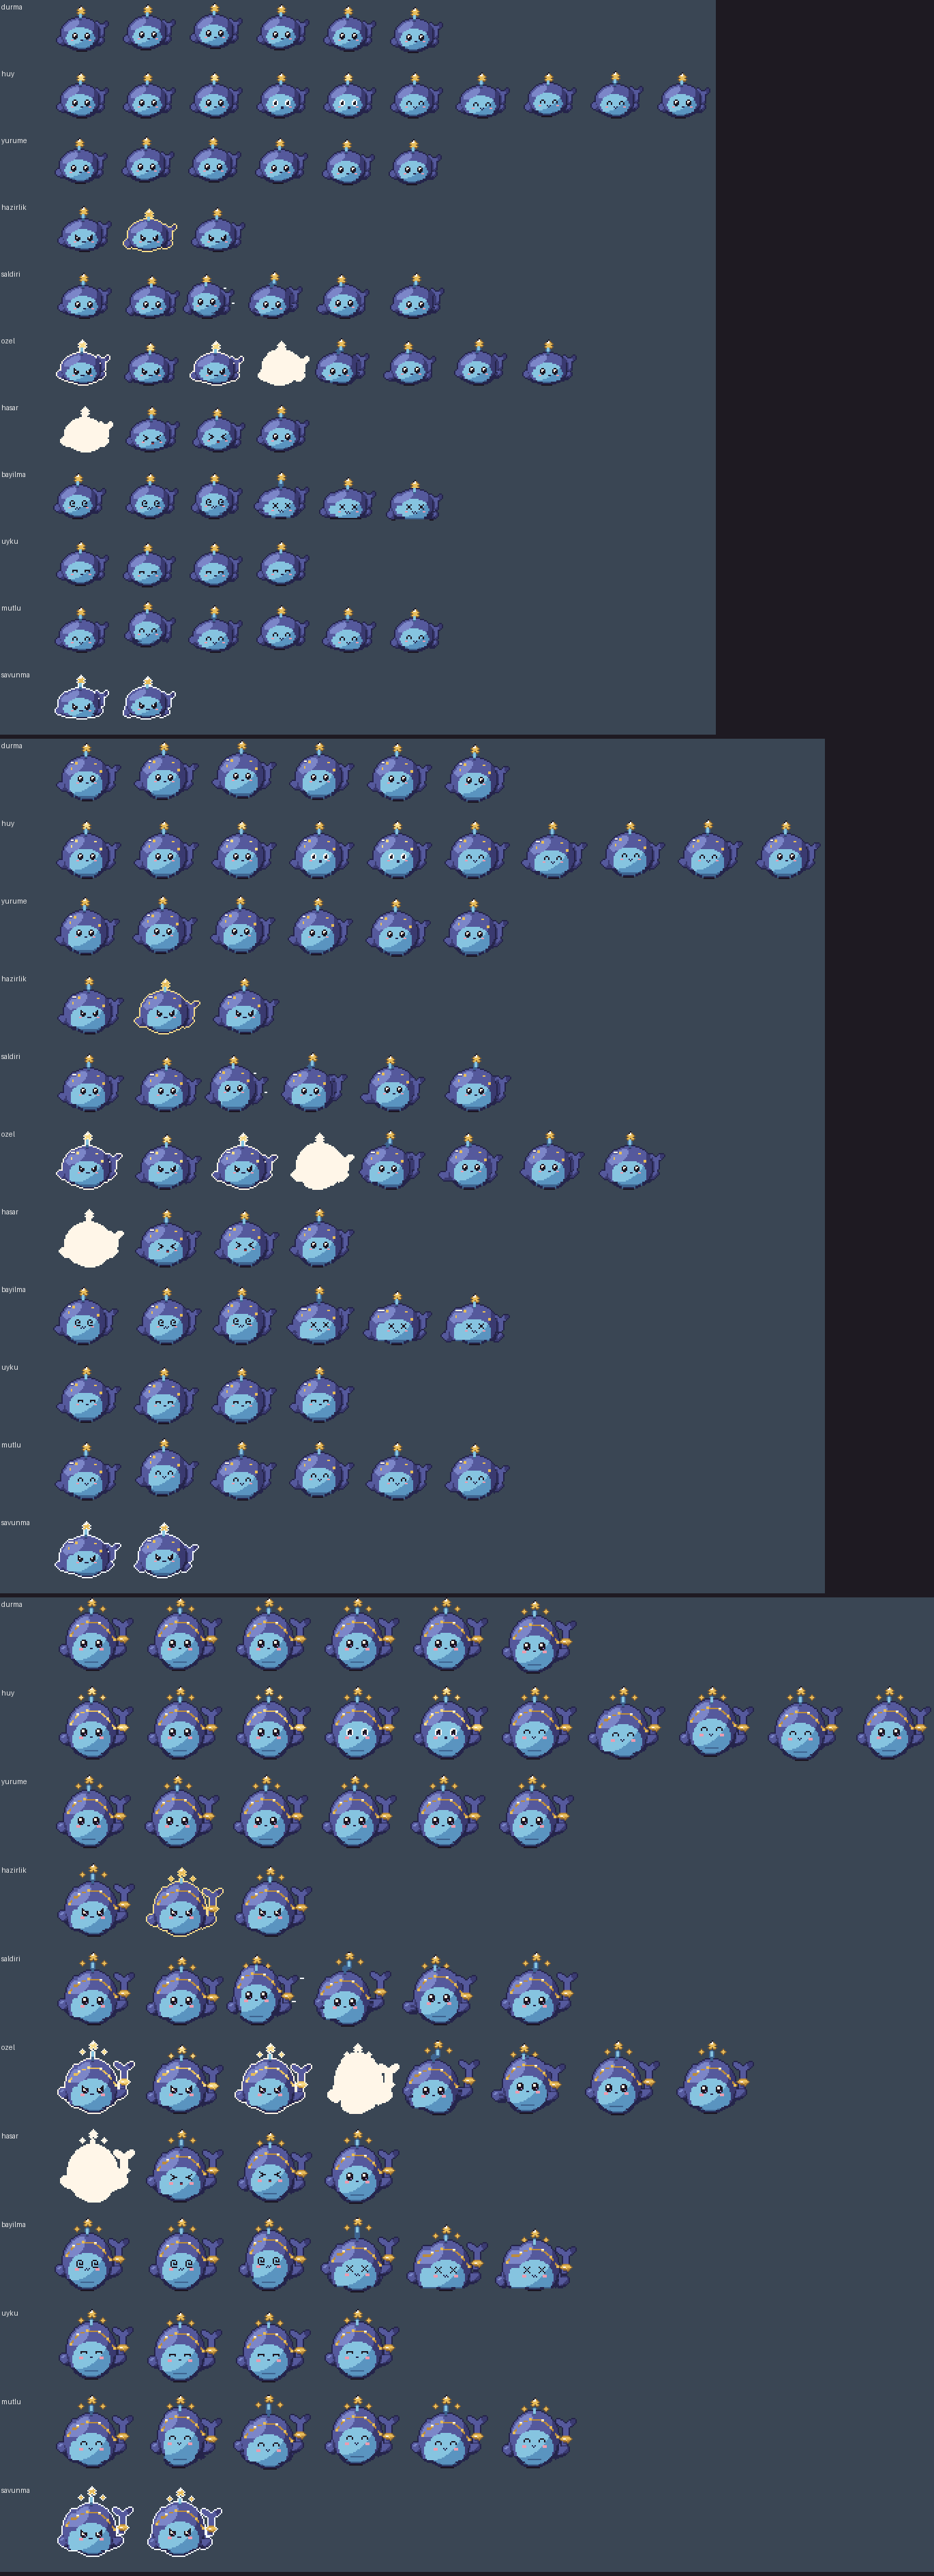 durma
huy
yurume
hazirlik
saldiri
ozel
hasar
bayilma
uyku
mutlu
savunma
durma
huy
yurume
hazirlik
saldiri
ozel
hasar
bayilma
uyku
mutlu
savunma
durma
huy
yurume
hazirlik
saldiri
ozel
hasar
bayilma
uyku
mutlu
savunma